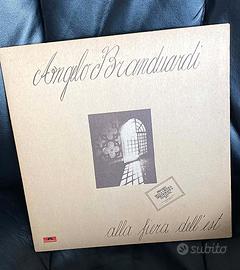 Angelo Branduardi
alla fiera dell'est
subito